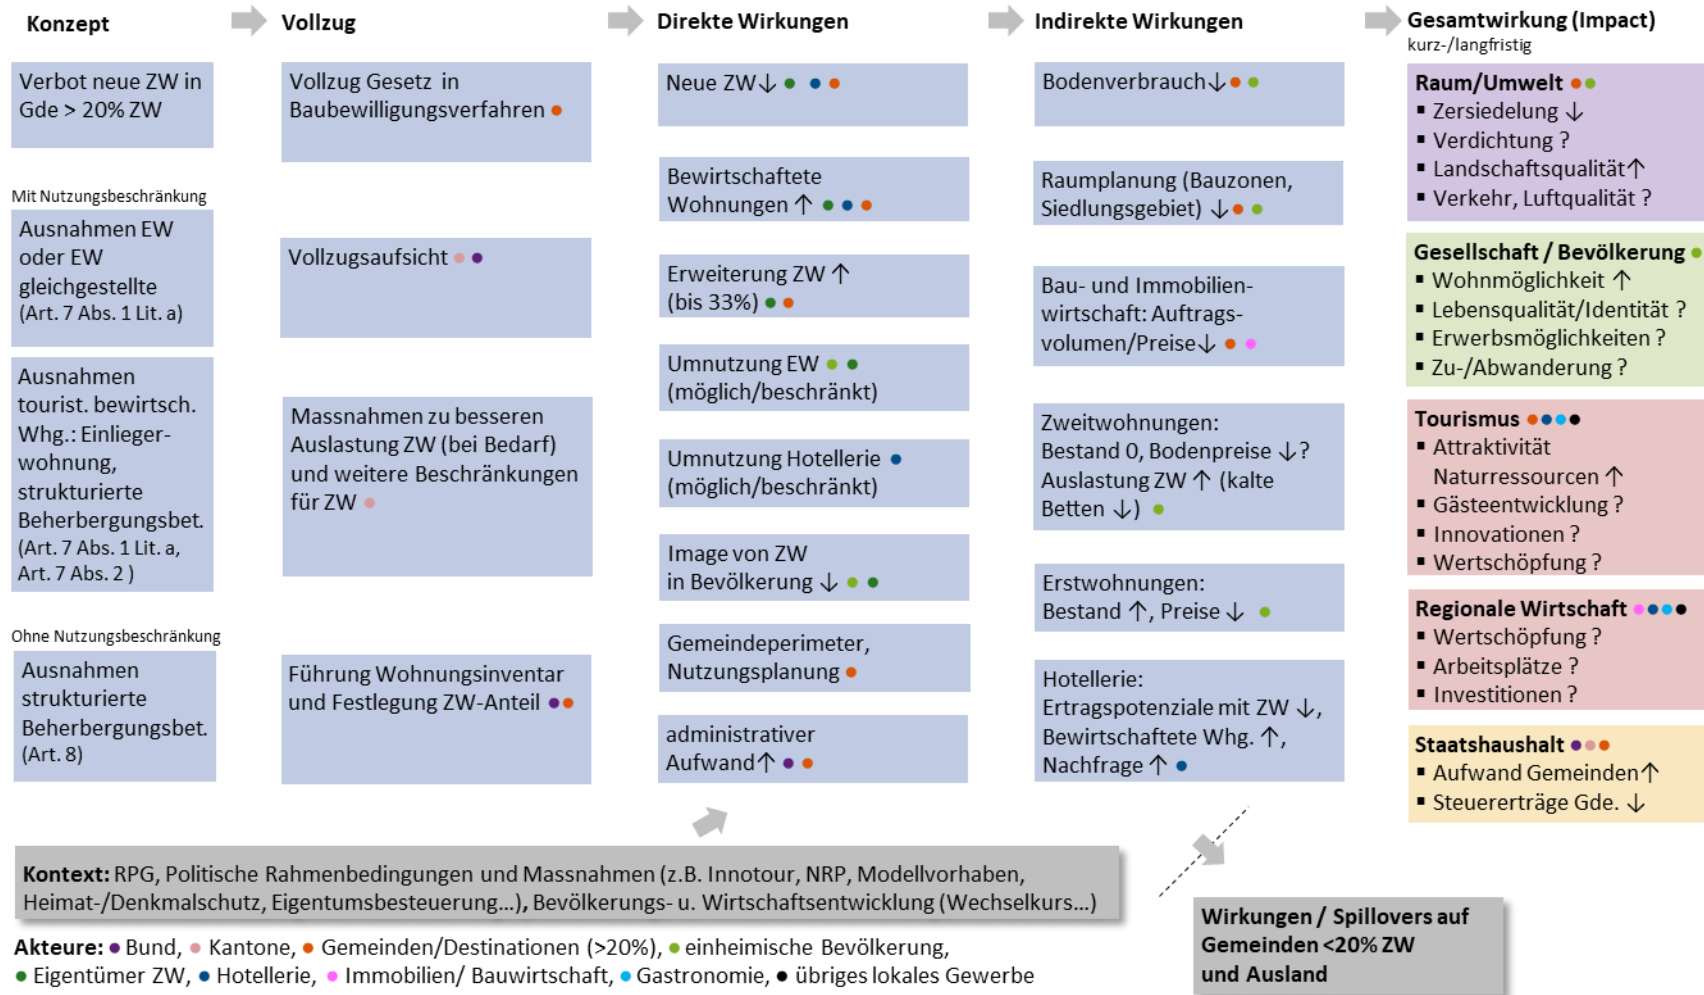 Konzept
Verbot neue ZW in
Gde > 20% ZW
Mit Nutzungsbeschränkung
Ausnahmen EW
oder EW
gleichgestellte
(Art. 7 Abs. 1 Lit. a)
Ausnahmen
tourist. bewirtsch.
Whg.: Einlieger-
wohnung,
strukturierte
Beherbergungsbet.
(Art. 7 Abs. 1 Lit. a,
Art. 7 Abs. 2 )
Ohne Nutzungsbeschränkung
Ausnahmen
strukturierte
Beherbergungsbet.
(Art. 8)
Vollzug
Vollzug Gesetz in
Baubewilligungsverfahren
Vollzugsaufsicht
Massnahmen zu besseren
Auslastung ZW (bei Bedarf)
und weitere Beschränkungen
für ZW
Führung Wohnungsinventar
und Festlegung ZW-Anteil
Direkte Wirkungen
Neue ZW ↓
Bewirtschaftete
Wohnungen ↑
Erweiterung ZW ↑
(bis 33%)
Umnutzung EW
(möglich/beschränkt)
Umnutzung Hotellerie
(möglich/beschränkt)
Image von ZW
in Bevölkerung ↓
Gemeindeperimeter,
Nutzungsplanung
administrativer
Aufwand ↑
Indirekte Wirkungen
Bodenverbrauch ↓
Raumplanung (Bauzonen,
Siedlungsgebiet) ↓
Bau- und Immobilien-
wirtschaft: Auftrags-
volumen/Preise ↓
Zweitwohnungen:
Bestand 0, Bodenpreise ↓?
Auslastung ZW ↑ (kalte
Betten ↓)
Erstwohnungen:
Bestand ↑, Preise ↓
Hotellerie:
Ertragspotenziale mit ZW ↓,
Bewirtschaftete Whg. ↑,
Nachfrage ↑
Gesamtwirkung (Impact)
kurz-/langfristig
Raum/Umwelt
▪ Zersiedelung ↓
▪ Verdichtung ?
▪ Landschaftsqualität ↑
▪ Verkehr, Luftqualität ?
Gesellschaft / Bevölkerung
▪ Wohnmöglichkeit ↑
▪ Lebensqualität/Identität ?
▪ Erwerbsmöglichkeiten ?
▪ Zu-/Abwanderung ?
Tourismus
▪ Attraktivität
Naturressourcen ↑
▪ Gästeentwicklung ?
▪ Innovationen ?
▪ Wertschöpfung ?
Regionale Wirtschaft
▪ Wertschöpfung ?
▪ Arbeitsplätze ?
▪ Investitionen ?
Staatshaushalt
▪ Aufwand Gemeinden ↑
▪ Steuererträge Gde. ↓
Kontext: RPG, Politische Rahmenbedingungen und Massnahmen (z.B. Innotour, NRP, Modellvorhaben,
Heimat-/Denkmalschutz, Eigentumsbesteuerung...), Bevölkerungs- u. Wirtschaftsentwicklung (Wechselkurs...)
Wirkungen / Spillovers auf
Gemeinden <20% ZW
und Ausland
Akteure: ● Bund, ● Kantone, ● Gemeinden/Destinationen (>20%), ● einheimische Bevölkerung,
● Eigentümer ZW, ● Hotellerie, ● Immobilien/ Bauwirtschaft, ● Gastronomie, ● übriges lokales Gewerbe